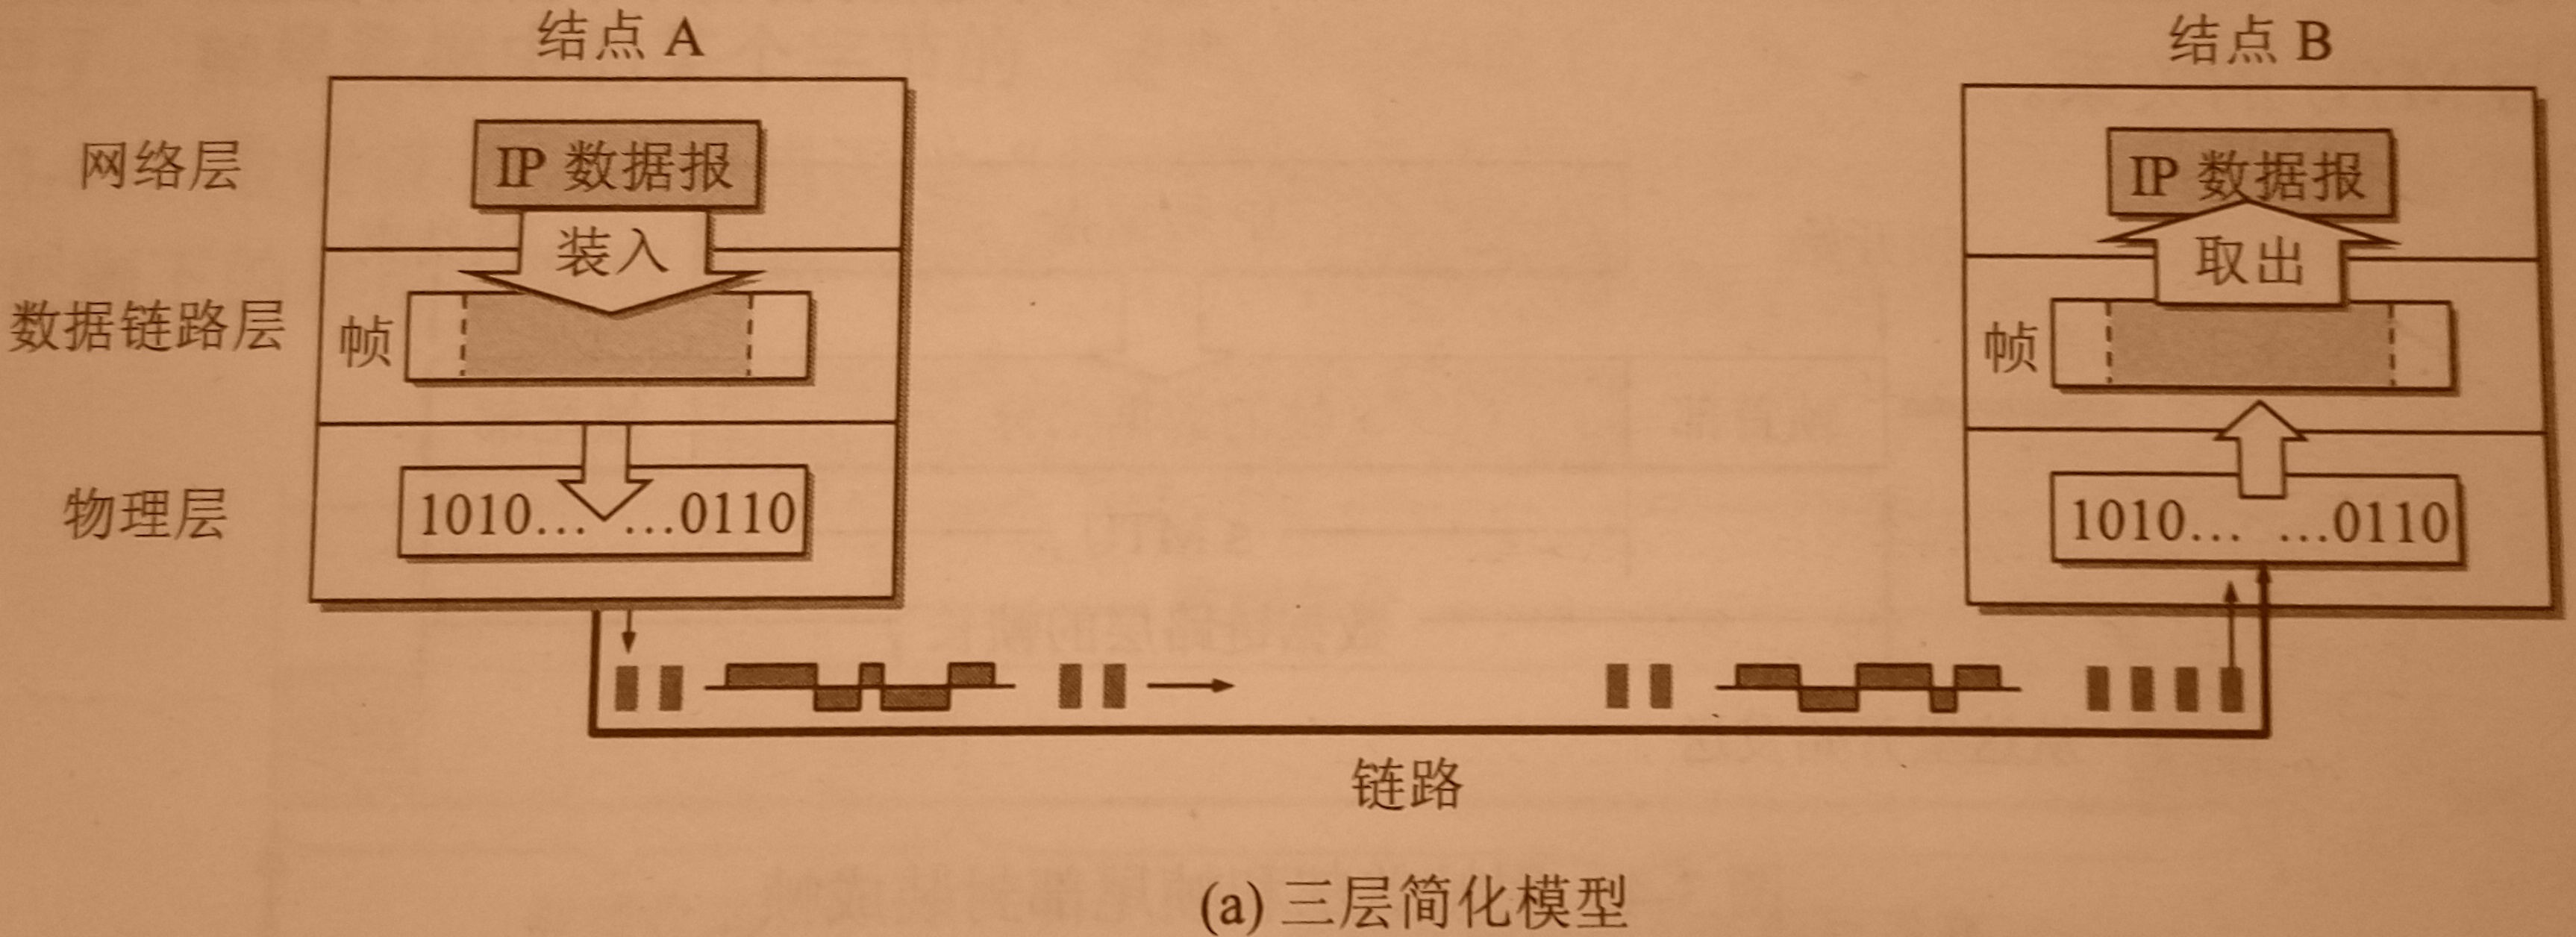 结点 A
结点 B
网络层
IP 数据报
IP 数据报
装入
取出
数据链路层
帧
帧
物理层
1010… …0110
1010… …0110
链路
(a) 三层简化模型